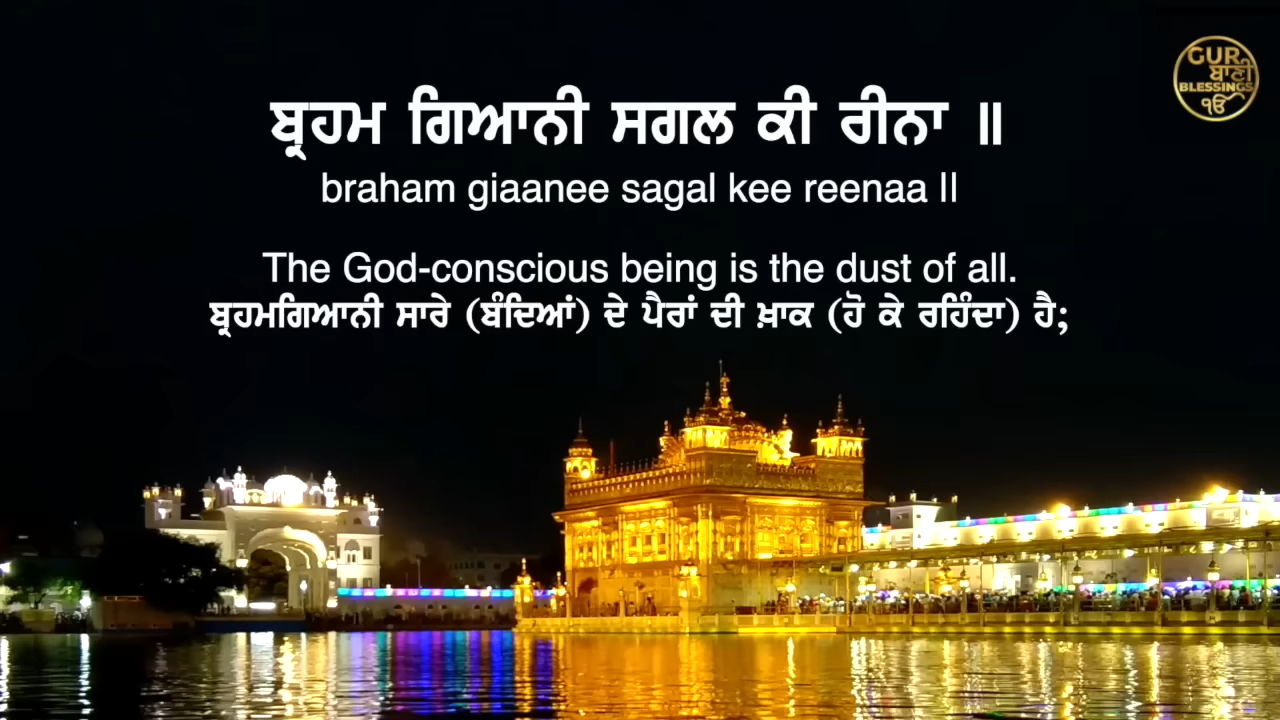 GUR
ਬਾਣੀ
BLESSINGS
ੴ
ਬ੍ਰਹਮ ਗਿਆਨੀ ਸਗਲ ਕੀ ਰੀਨਾ ॥
braham giaanee sagal kee reenaa ||
The God-conscious being is the dust of all.
ਬ੍ਰਹਮਗਿਆਨੀ ਸਾਰੇ (ਬੰਦਿਆਂ) ਦੇ ਪੈਰਾਂ ਦੀ ਖ਼ਾਕ (ਹੋ ਕੇ ਰਹਿੰਦਾ) ਹੈ;